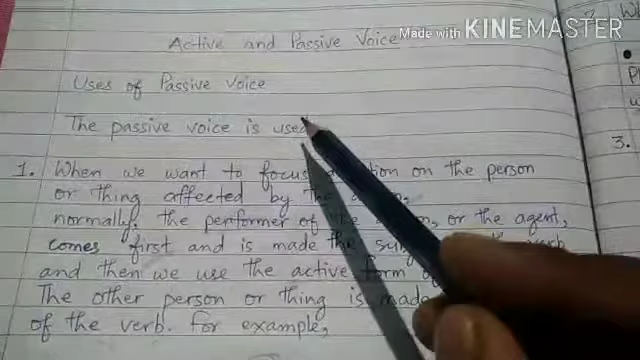 Made with KINEMASTER
Active and Passive Voice
Uses of Passive Voice
The passive voice is used
1. When we want to focus on the person
or thing affected by the
normally, the performer of the or the agent,
comes first and is made the verb
and then we use the active form
The other person or thing is made
of the verb. For example,
3.